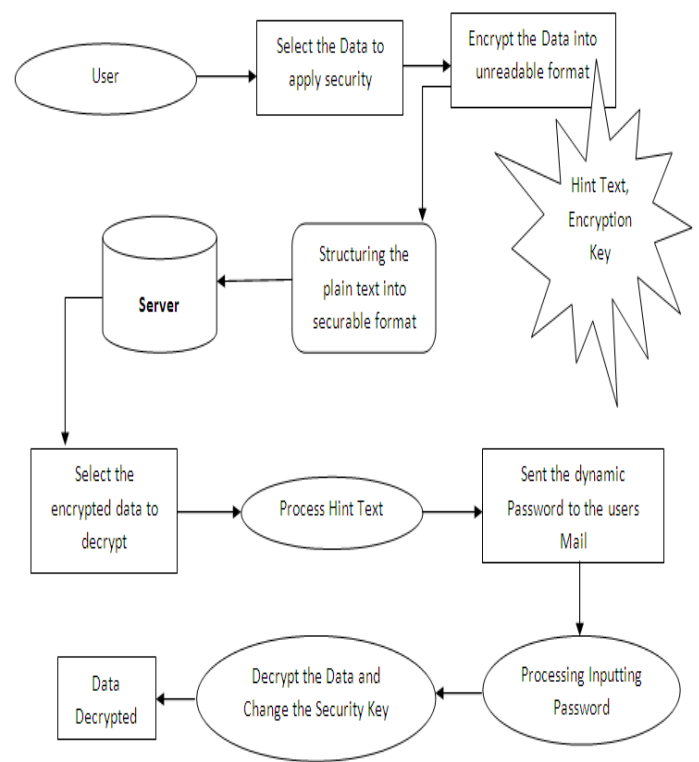 User
Select the Data to
apply security
Encrypt the Data into
unreadable format
Hint Text,
Encryption
Key
Structuring the
plain text into
securable format
Server
Select the
encrypted data to
decrypt
Process Hint Text
Sent the dynamic
Password to the users
Mail
Processing Inputting
Password
Decrypt the Data and
Change the Security Key
Data
Decrypted